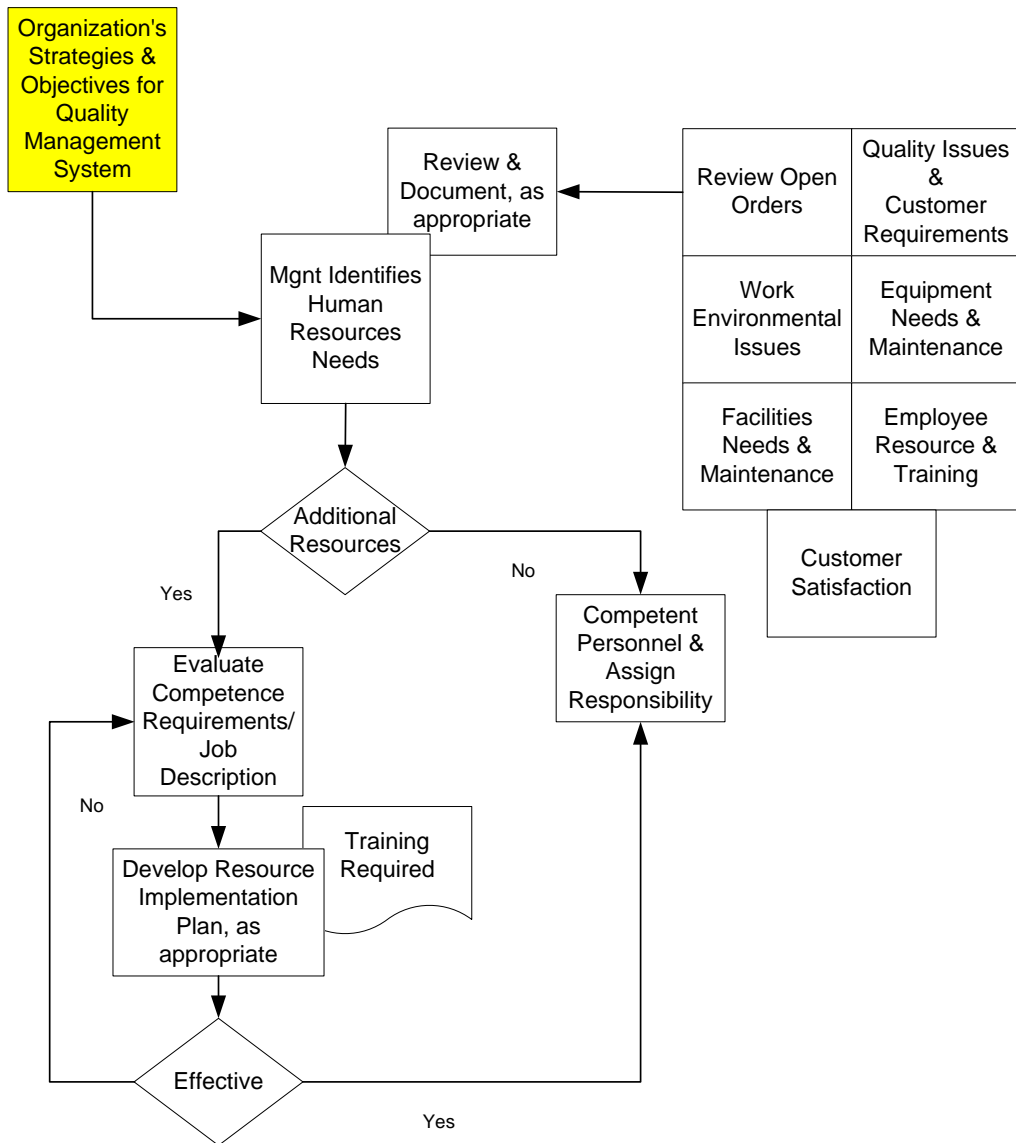 Organization's
Strategies &
Objectives for
Quality
Management
System
Review &
Document, as
appropriate
Review Open
Orders
Quality Issues
&
Customer
Requirements
Mgnt Identifies
Human
Resources
Needs
Work
Environmental
Issues
Equipment
Needs &
Maintenance
Facilities
Needs &
Maintenance
Employee
Resource &
Training
Customer
Satisfaction
Additional
Resources
Yes
No
Evaluate
Competence
Requirements/
Job
Description
Competent
Personnel &
Assign
Responsibility
No
Training
Required
Develop Resource
Implementation
Plan, as
appropriate
Effective
Yes